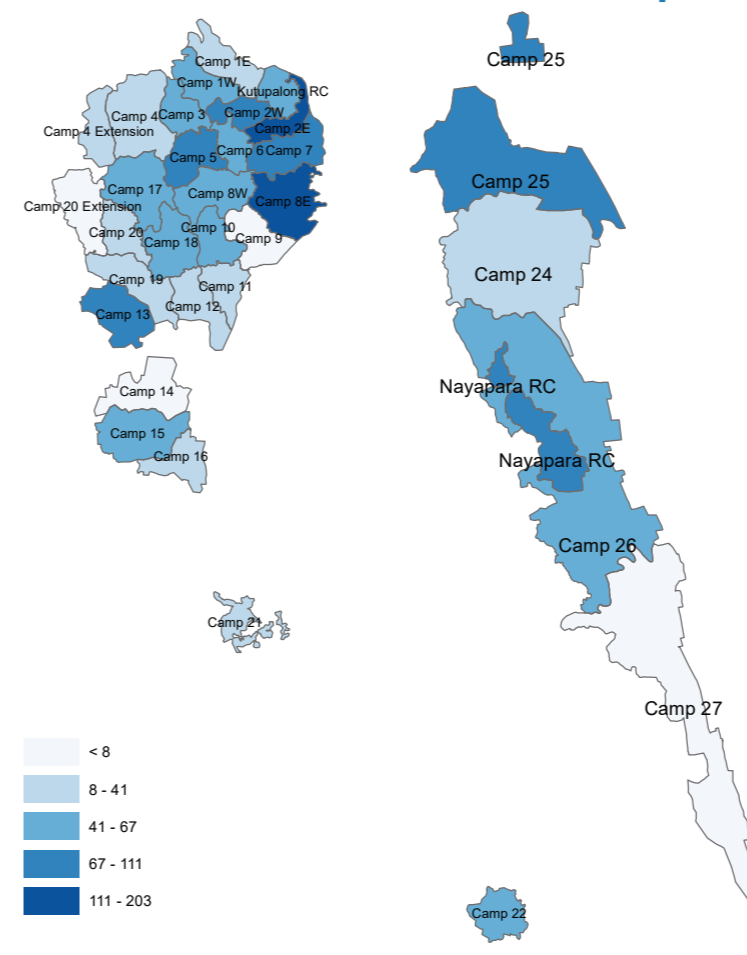 Camp 25
Camp 1E
Camp 1W
Kutupalong RC
Camp 4
Camp 3
Camp 2W
Camp 4 Extension
Camp 2E
Camp 5
Camp 6
Camp 7
Camp 25
Camp 17
Camp 8W
Camp 8E
Camp 20 Extension
Camp 20
Camp 18
Camp 10
Camp 9
Camp 24
Camp 19
Camp 11
Camp 12
Camp 13
Camp 14
Nayapara RC
Camp 15
Camp 16
Nayapara RC
Camp 26
Camp 21
Camp 27
< 8
8 - 41
41 - 67
67 - 111
111 - 203
Camp 22